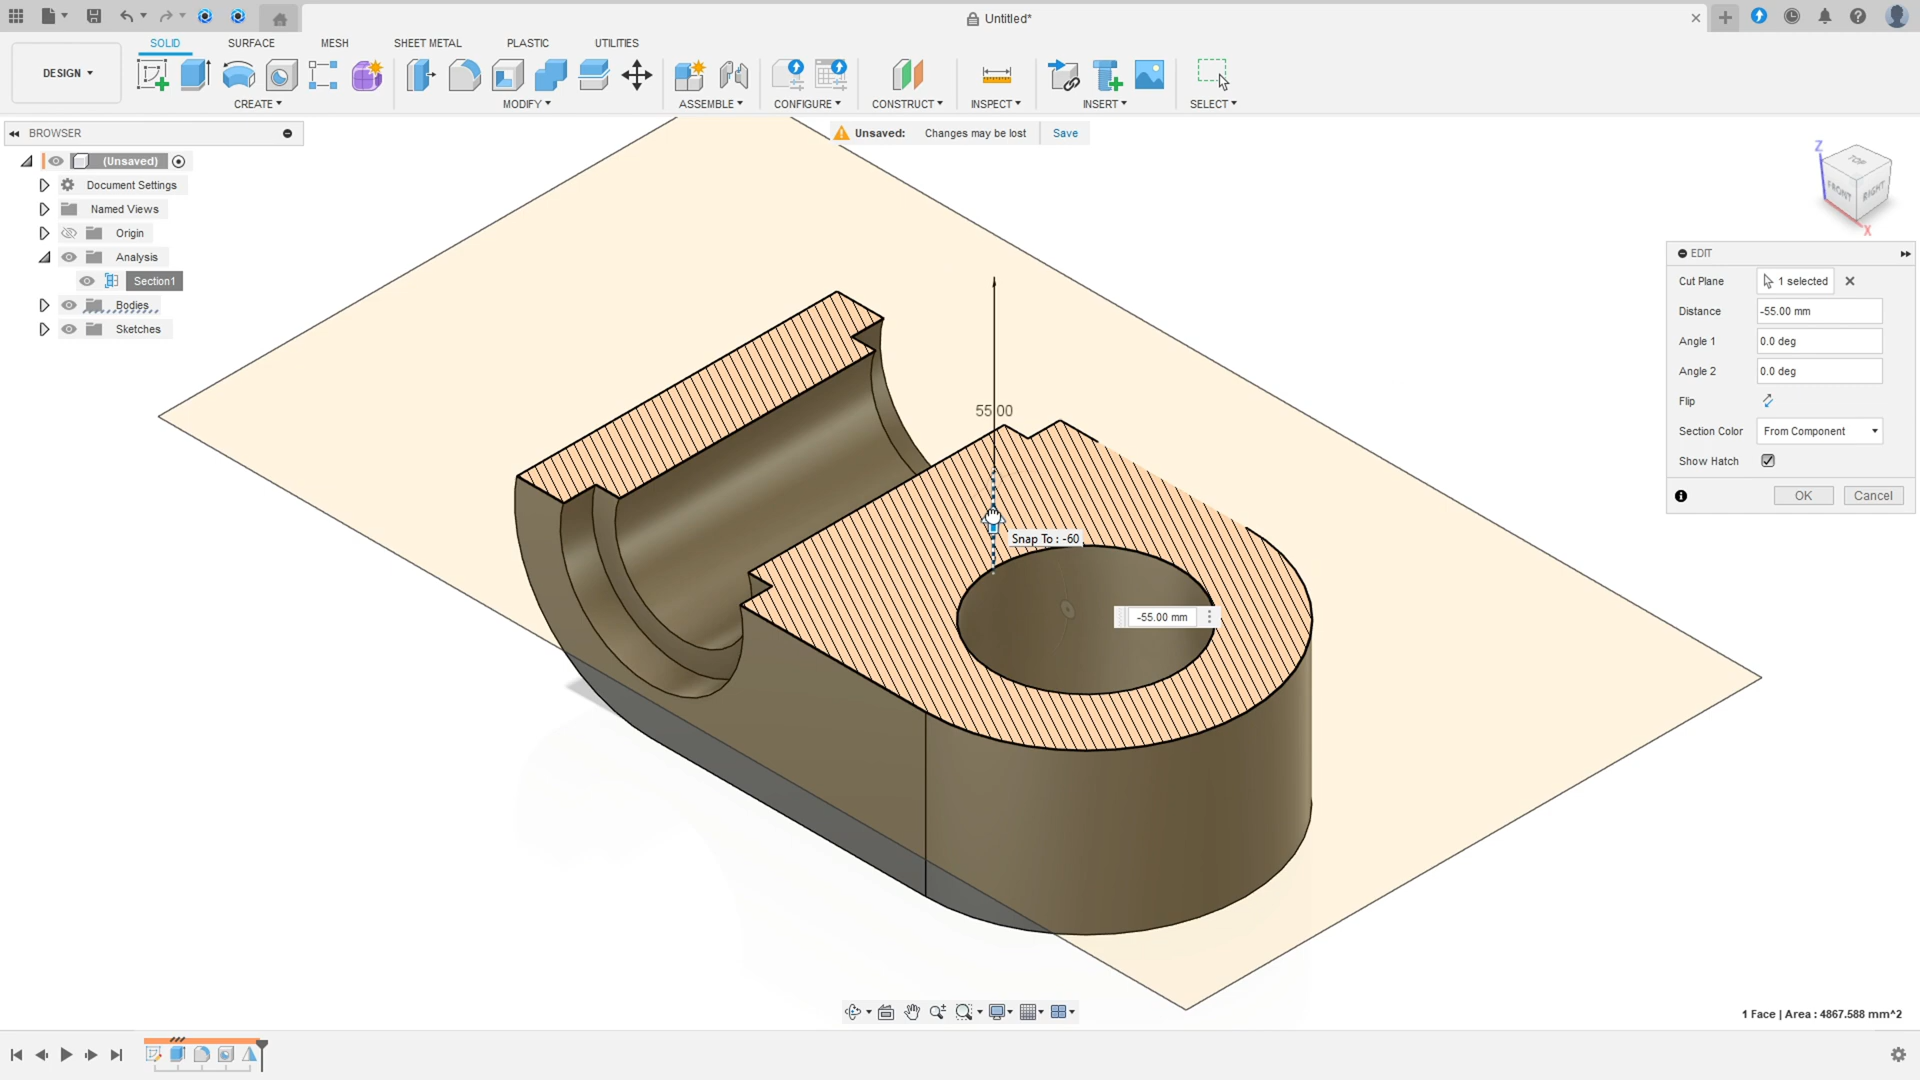 Untitled*
SOLID SURFACE MESH SHEET METAL PLASTIC UTILITIES
DESIGN
CREATE MODIFY ASSEMBLE CONFIGURE CONSTRUCT INSPECT INSERT SELECT
BROWSER
Unsaved: Changes may be lost Save
(Unsaved)
Document Settings
Named Views
Origin
Analysis
Section1
Bodies
Sketches
Z
TOP
FRONT
RIGHT
X
EDIT
Cut Plane 1 selected
Distance -55.00 mm
Angle 1 0.0 deg
Angle 2 0.0 deg
Flip
Section Color From Component
Show Hatch
OK Cancel
55.00
Snap To : -60
-55.00 mm
1 Face | Area : 4867.588 mm^2